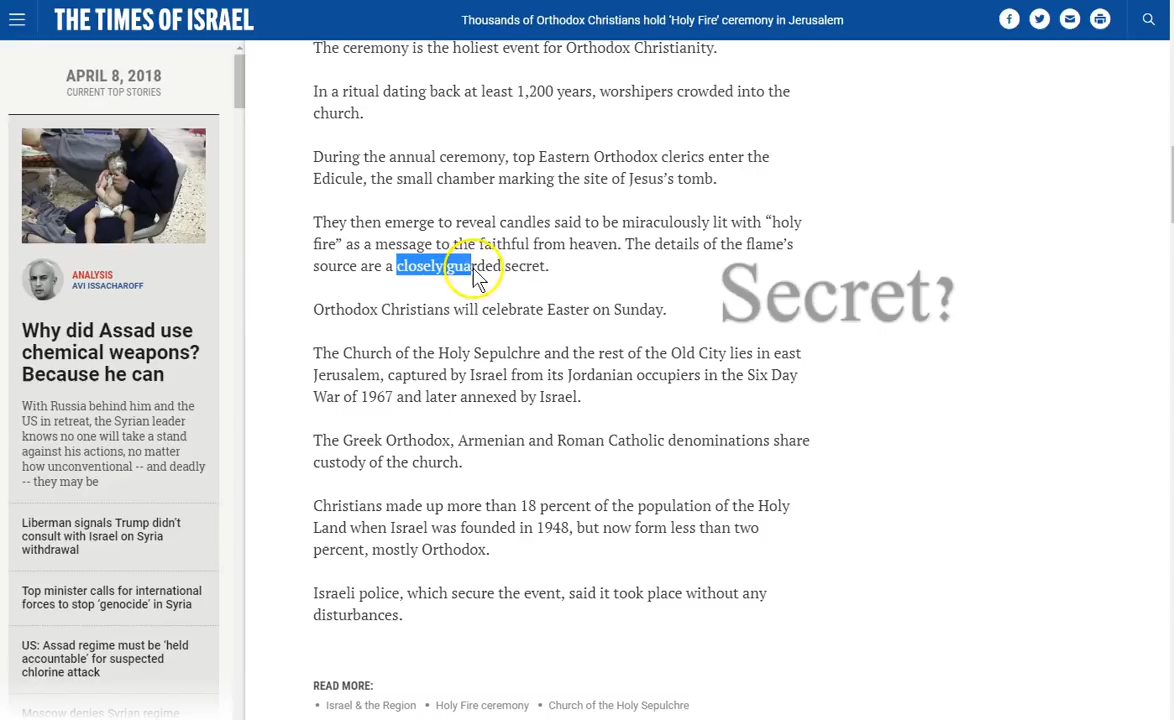 THE TIMES OF ISRAEL
Thousands of Orthodox Christians hold 'Holy Fire' ceremony in Jerusalem
APRIL 8, 2018
CURRENT TOP STORIES
ANALYSIS
AVI ISSACHAROFF
Why did Assad use
chemical weapons?
Because he can
With Russia behind him and the
US in retreat, the Syrian leader
knows no one will take a stand
against his actions, no matter
how unconventional -- and deadly
-- they may be
Liberman signals Trump didn't
consult with Israel on Syria
withdrawal
Top minister calls for international
forces to stop 'genocide' in Syria
US: Assad regime must be 'held
accountable' for suspected
chlorine attack
Moscow denies Syrian regime
The ceremony is the holiest event for Orthodox Christianity.
In a ritual dating back at least 1,200 years, worshipers crowded into the
church.
During the annual ceremony, top Eastern Orthodox clerics enter the
Edicule, the small chamber marking the site of Jesus's tomb.
They then emerge to reveal candles said to be miraculously lit with "holy
fire" as a message to the faithful from heaven. The details of the flame's
source are a closely guarded secret.
Secret?
Orthodox Christians will celebrate Easter on Sunday.
The Church of the Holy Sepulchre and the rest of the Old City lies in east
Jerusalem, captured by Israel from its Jordanian occupiers in the Six Day
War of 1967 and later annexed by Israel.
The Greek Orthodox, Armenian and Roman Catholic denominations share
custody of the church.
Christians made up more than 18 percent of the population of the Holy
Land when Israel was founded in 1948, but now form less than two
percent, mostly Orthodox.
Israeli police, which secure the event, said it took place without any
disturbances.
READ MORE:
• Israel & the Region • Holy Fire ceremony • Church of the Holy Sepulchre